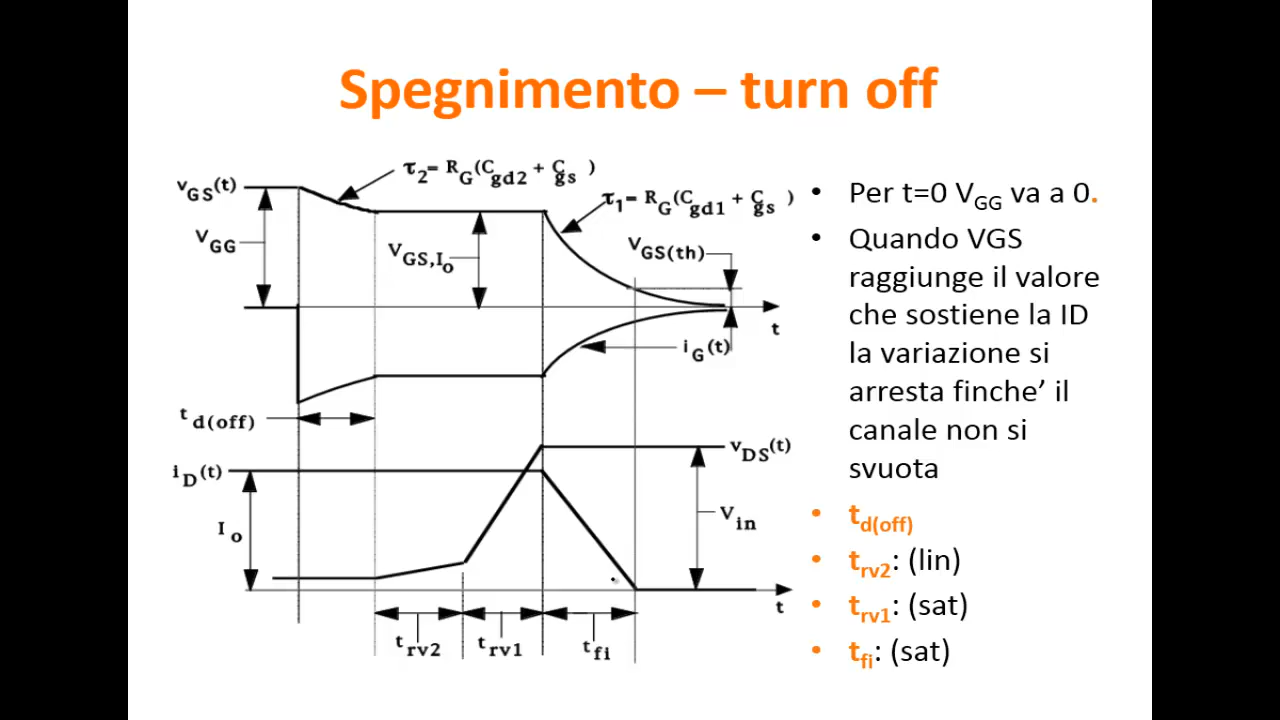 Spegnimento – turn off
τ2= RG(Cgd2 + Cgs )
vGS(t)
τ1= RG(Cgd1 + Cgs )
VGG
VGS,Io
VGS(th)
t
iG(t)
td(off)
vDS(t)
iD(t)
Io
Vin
t
trv2
trv1
tfi
• Per t=0 VGG va a 0.
• Quando VGS
raggiunge il valore
che sostiene la ID
la variazione si
arresta finche’ il
canale non si
svuota
• td(off)
• trv2: (lin)
• trv1: (sat)
• tfi: (sat)